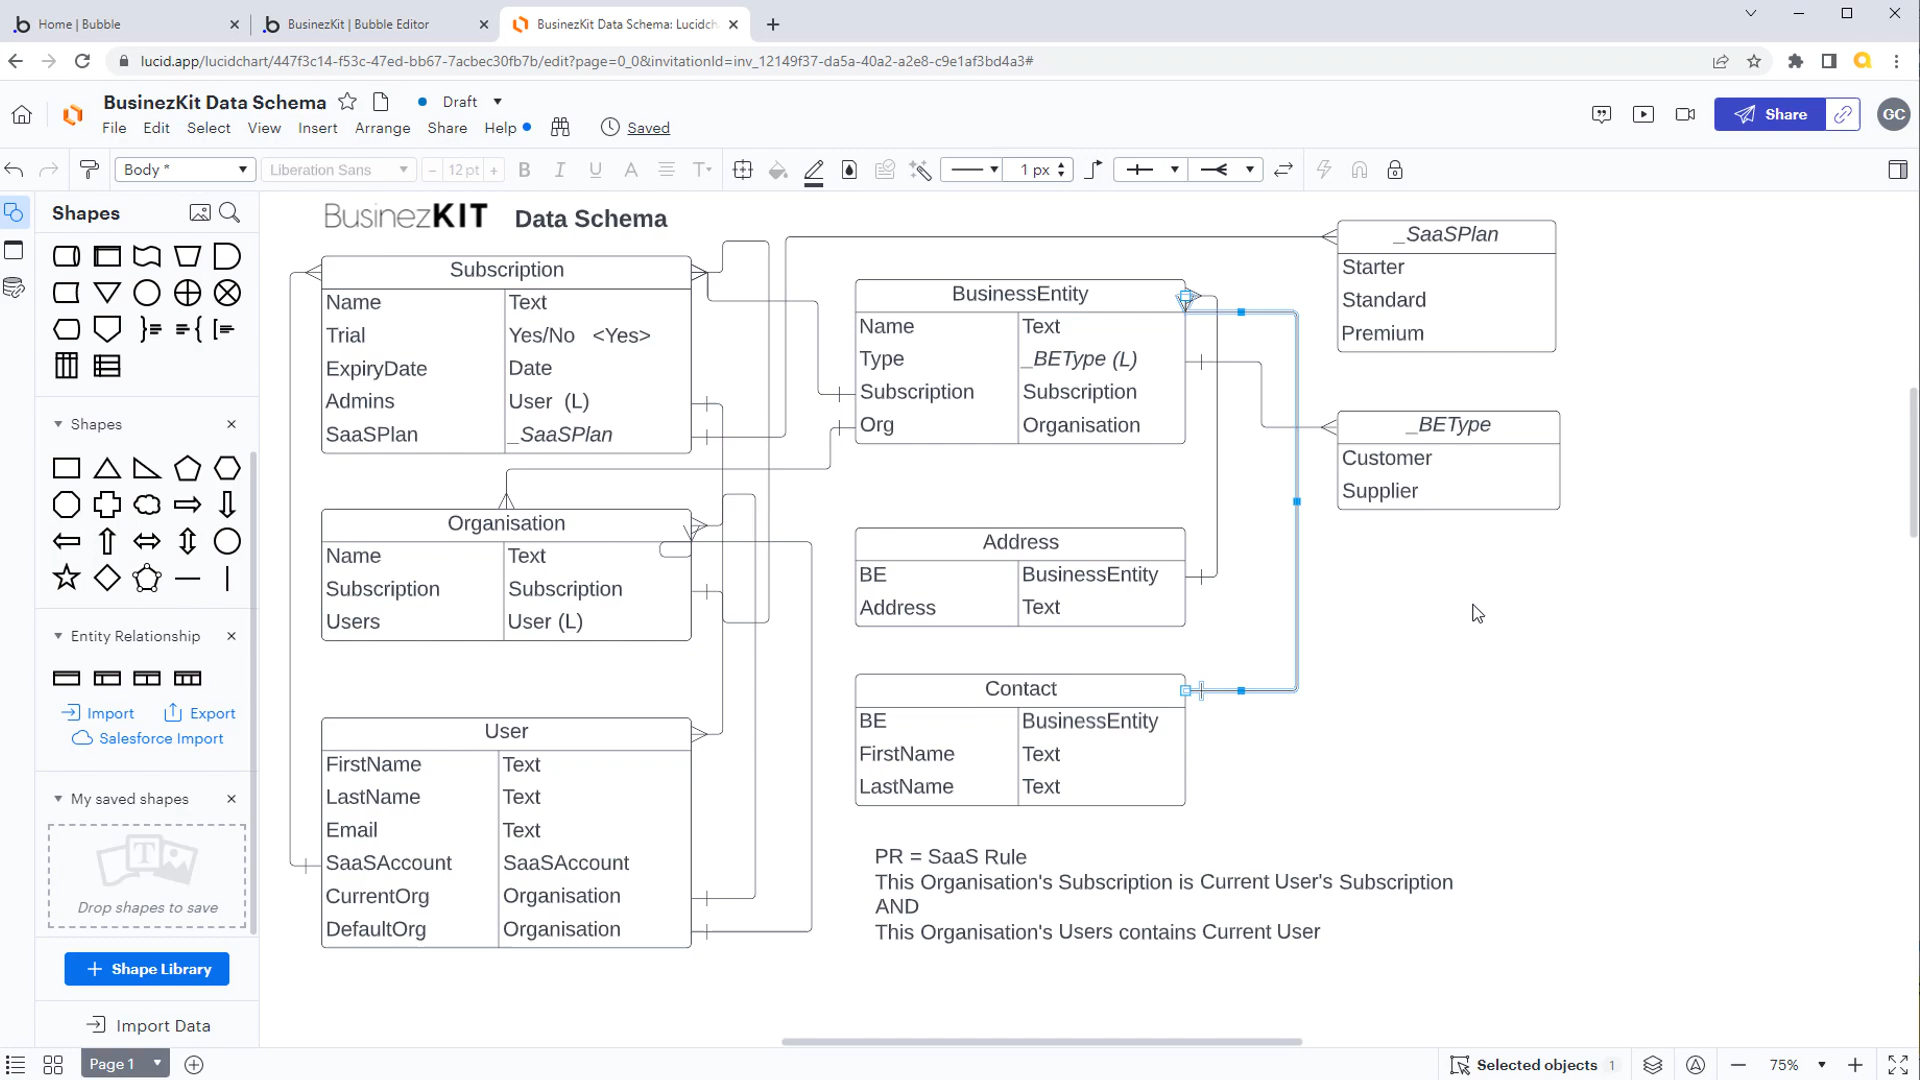 Home | Bubble
BusinezKit | Bubble Editor
BusinezKit Data Schema: Lucidch
lucid.app/lucidchart/447f3c14-f53c-47ed-bb67-7acbec30fb7b/edit?page=0_0&invitationId=inv_12149f37-da5a-40a2-a2e8-c9e1af3bd4a3#
BusinezKit Data Schema
Draft
File Edit Select View Insert Arrange Share Help
Saved
Share
GC
Body *
Liberation Sans
12 pt
1 px
Shapes
Shapes
Entity Relationship
Import
Export
Salesforce Import
My saved shapes
Drop shapes to save
+ Shape Library
Import Data
BusinezKIT Data Schema
Subscription
Name Text
Trial Yes/No <Yes>
ExpiryDate Date
Admins User (L)
SaaSPlan _SaaSPlan
Organisation
Name Text
Subscription Subscription
Users User (L)
User
FirstName Text
LastName Text
Email Text
SaaSAccount SaaSAccount
CurrentOrg Organisation
DefaultOrg Organisation
BusinessEntity
Name Text
Type _BEType (L)
Subscription Subscription
Org Organisation
Address
BE BusinessEntity
Address Text
Contact
BE BusinessEntity
FirstName Text
LastName Text
_SaaSPlan
Starter
Standard
Premium
_BEType
Customer
Supplier
PR = SaaS Rule
This Organisation's Subscription is Current User's Subscription
AND
This Organisation's Users contains Current User
Page 1
Selected objects 1
75%